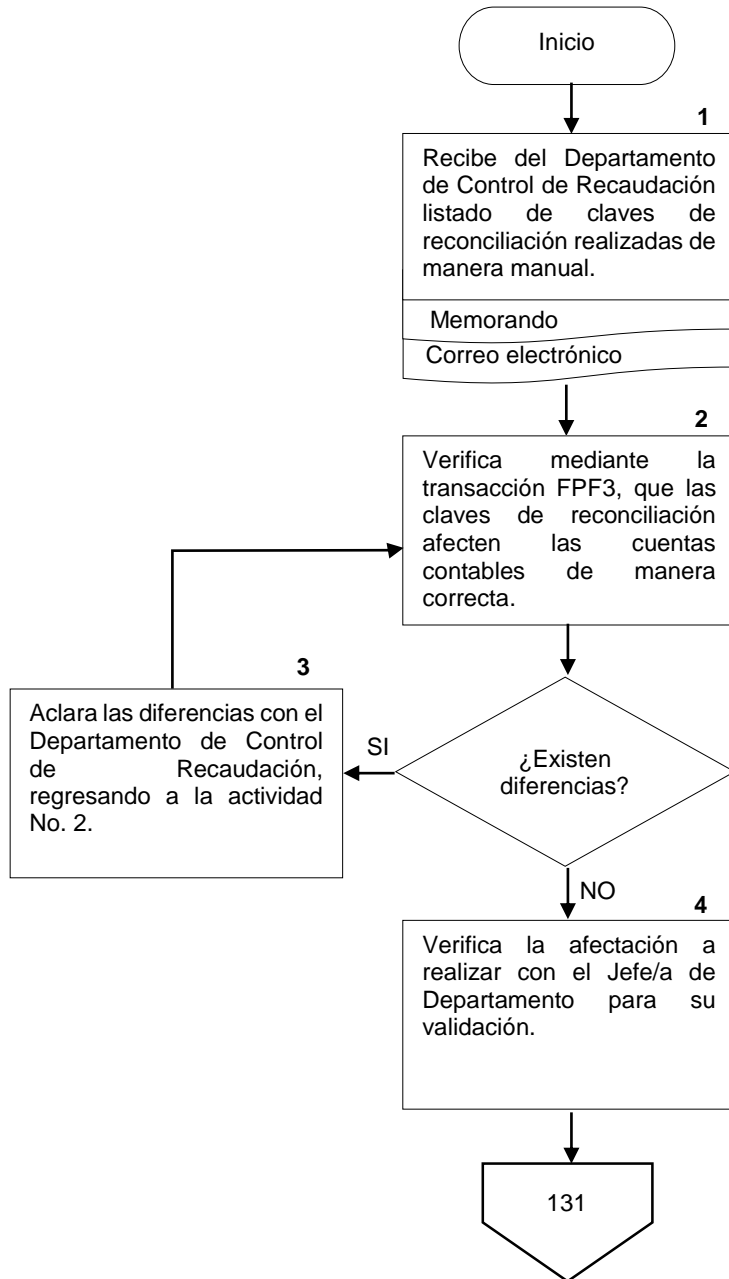 Inicio
1
Recibe del Departamento
de Control de Recaudación
listado de claves de
reconciliación realizadas de
manera manual.
Memorando
Correo electrónico
2
Verifica mediante la
transacción FPF3, que las
claves de reconciliación
afecten las cuentas
contables de manera
correcta.
3
Aclara las diferencias con el
Departamento de Control
de Recaudación,
regresando a la actividad
No. 2.
SI
¿Existen
diferencias?
NO
4
Verifica la afectación a
realizar con el Jefe/a de
Departamento para su
validación.
131